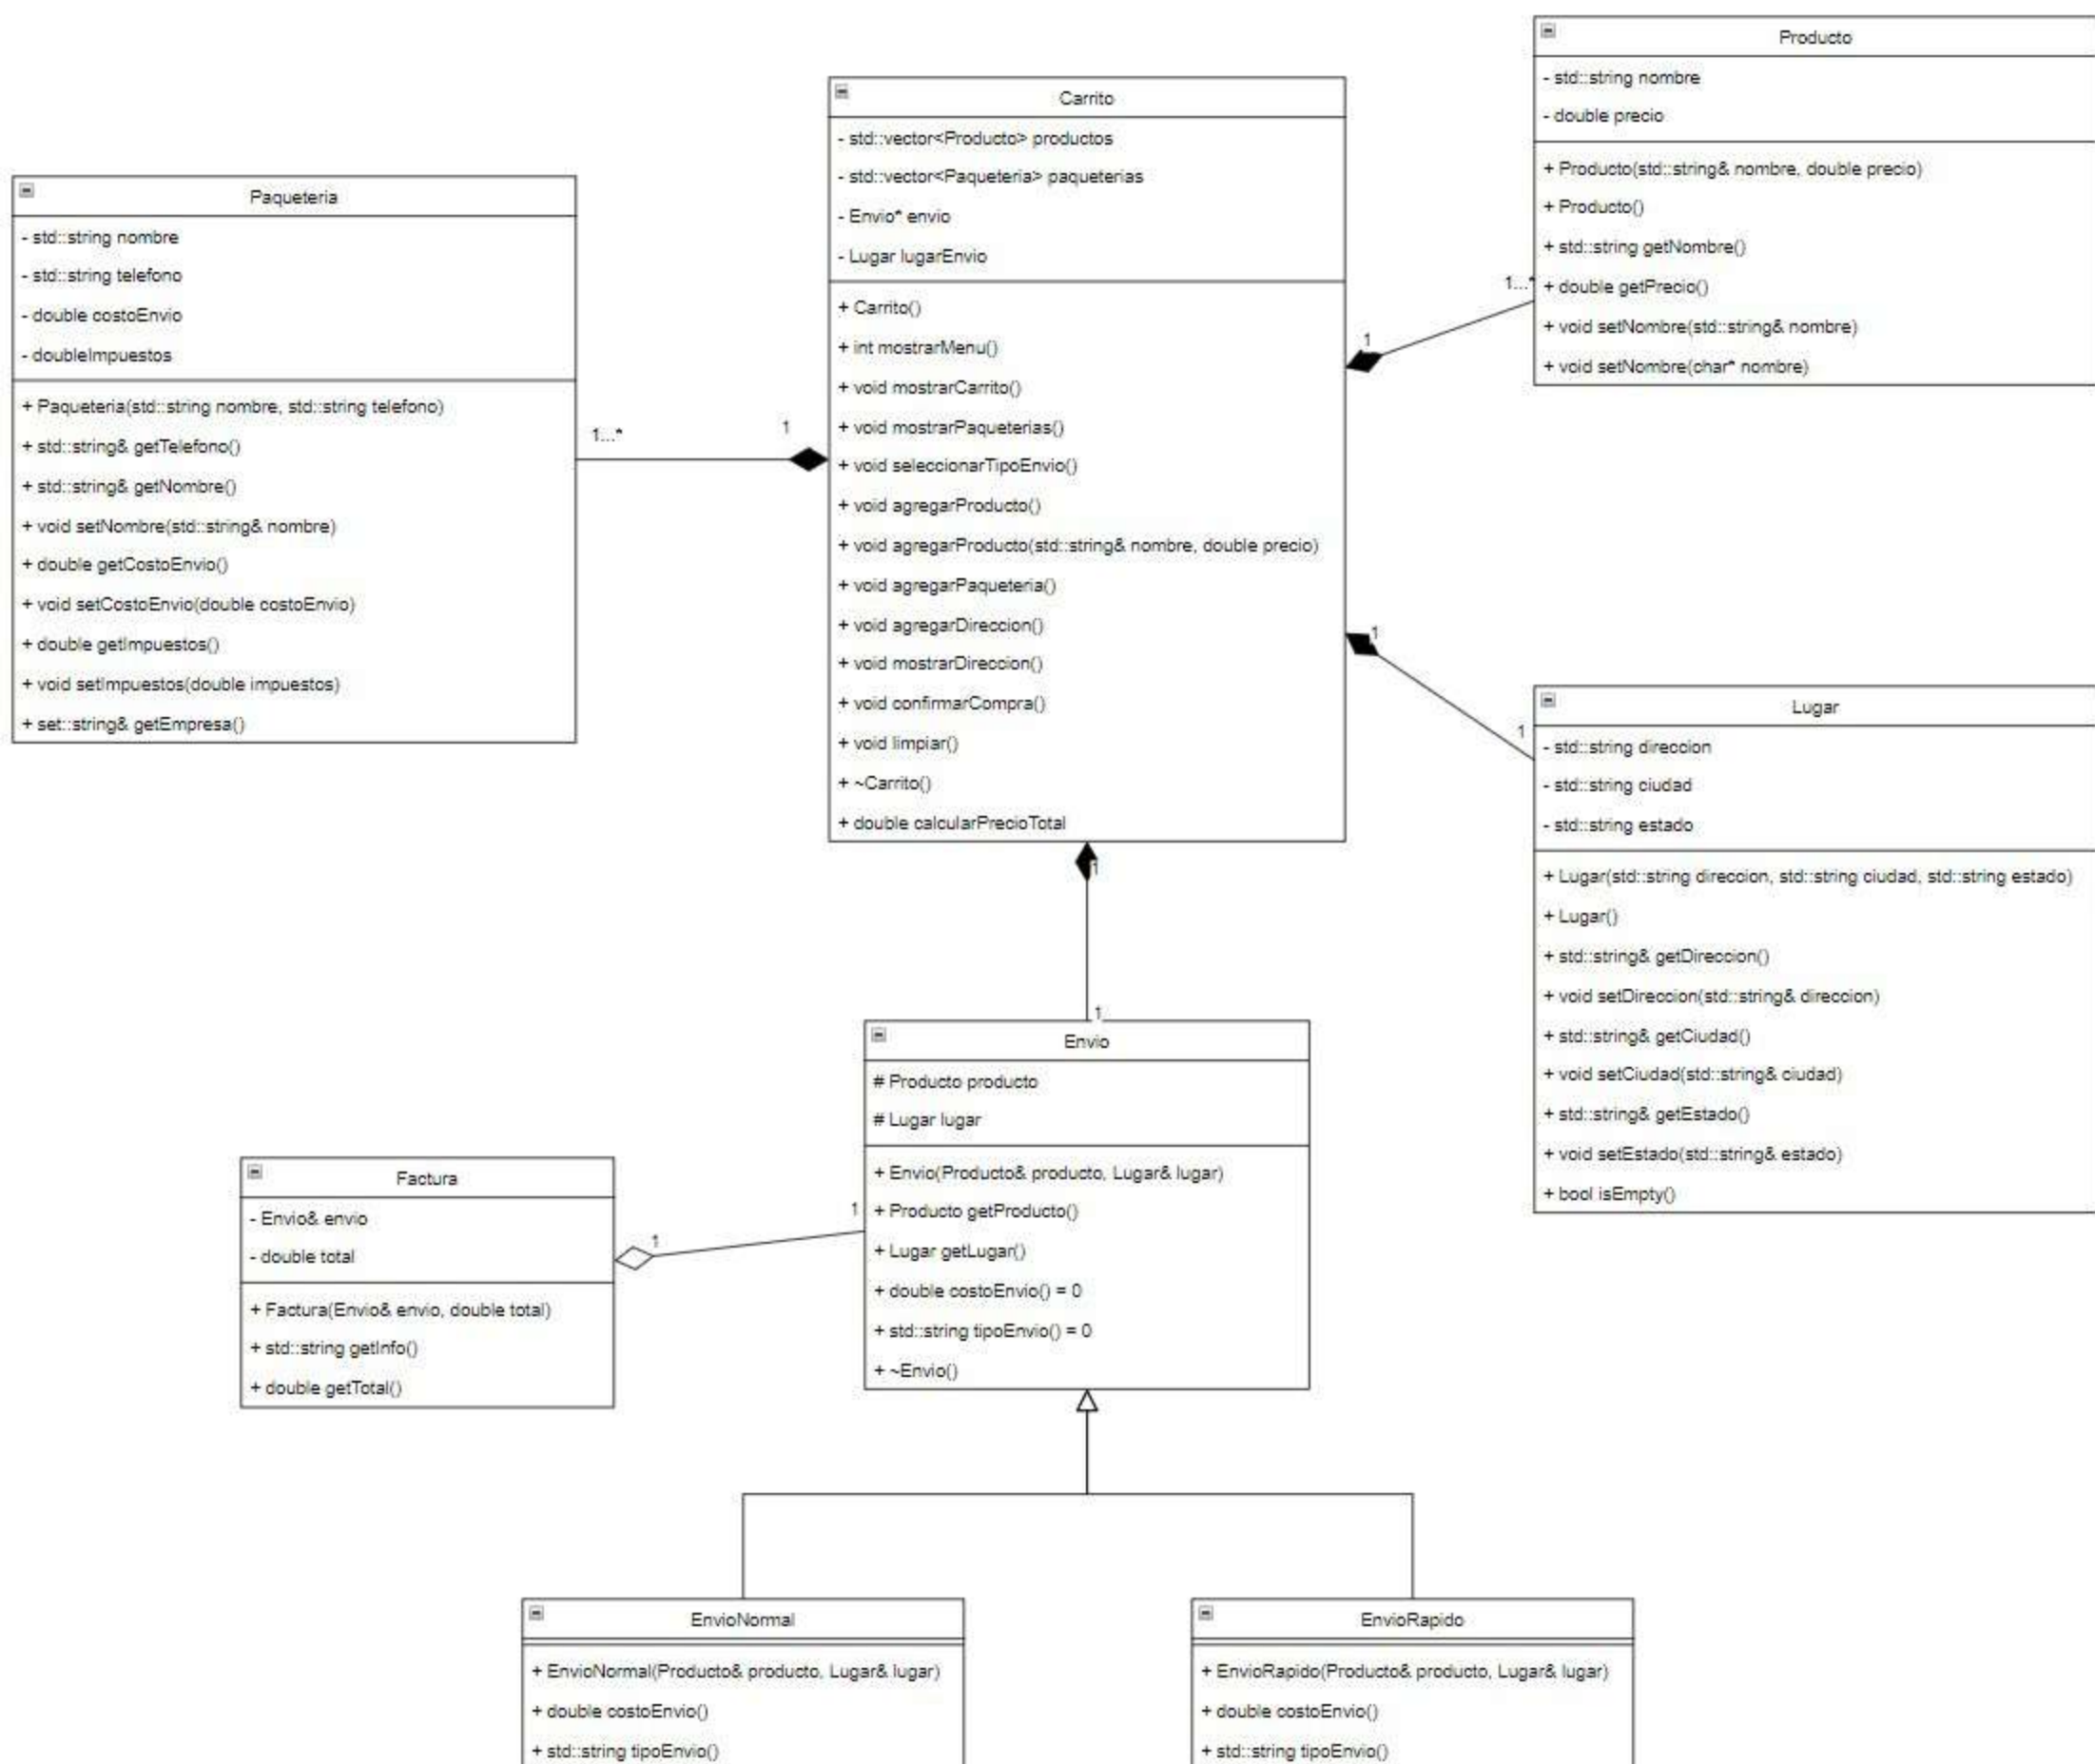 Paqueteria
- std::string nombre
- std::string telefono
- double costoEnvio
- doubleImpuestos
+ Paqueteria(std::string nombre, std::string telefono)
+ std::string& getTelefono()
+ std::string& getNombre()
+ void setNombre(std::string& nombre)
+ double getCostoEnvio()
+ void setCostoEnvio(double costoEnvio)
+ double getImpuestos()
+ void setImpuestos(double impuestos)
+ set::string& getEmpresa()
1...*
1
Carrito
- std::vector<Producto> productos
- std::vector<Paqueteria> paqueterias
- Envio* envio
- Lugar lugarEnvio
+ Carrito()
+ int mostrarMenu()
+ void mostrarCarrito()
+ void mostrarPaqueterias()
+ void seleccionarTipoEnvio()
+ void agregarProducto()
+ void agregarProducto(std::string& nombre, double precio)
+ void agregarPaqueteria()
+ void agregarDireccion()
+ void mostrarDireccion()
+ void confirmarCompra()
+ void limpiar()
+ ~Carrito()
+ double calcularPrecioTotal
1
1...*
Producto
- std::string nombre
- double precio
+ Producto(std::string& nombre, double precio)
+ Producto()
+ std::string getNombre()
+ double getPrecio()
+ void setNombre(std::string& nombre)
+ void setNombre(char* nombre)
1
1
Lugar
- std::string direccion
- std::string ciudad
- std::string estado
+ Lugar(std::string direccion, std::string ciudad, std::string estado)
+ Lugar()
+ std::string& getDireccion()
+ void setDireccion(std::string& direccion)
+ std::string& getCiudad()
+ void setCiudad(std::string& ciudad)
+ std::string& getEstado()
+ void setEstado(std::string& estado)
+ bool isEmpty()
1
1
Envio
# Producto producto
# Lugar lugar
+ Envio(Producto& producto, Lugar& lugar)
+ Producto getProducto()
+ Lugar getLugar()
+ double costoEnvio() = 0
+ std::string tipoEnvio() = 0
+ ~Envio()
Factura
- Envio& envio
- double total
+ Factura(Envio& envio, double total)
+ std::string getInfo()
+ double getTotal()
1
1
EnvioNormal
+ EnvioNormal(Producto& producto, Lugar& lugar)
+ double costoEnvio()
+ std::string tipoEnvio()
EnvioRapido
+ EnvioRapido(Producto& producto, Lugar& lugar)
+ double costoEnvio()
+ std::string tipoEnvio()